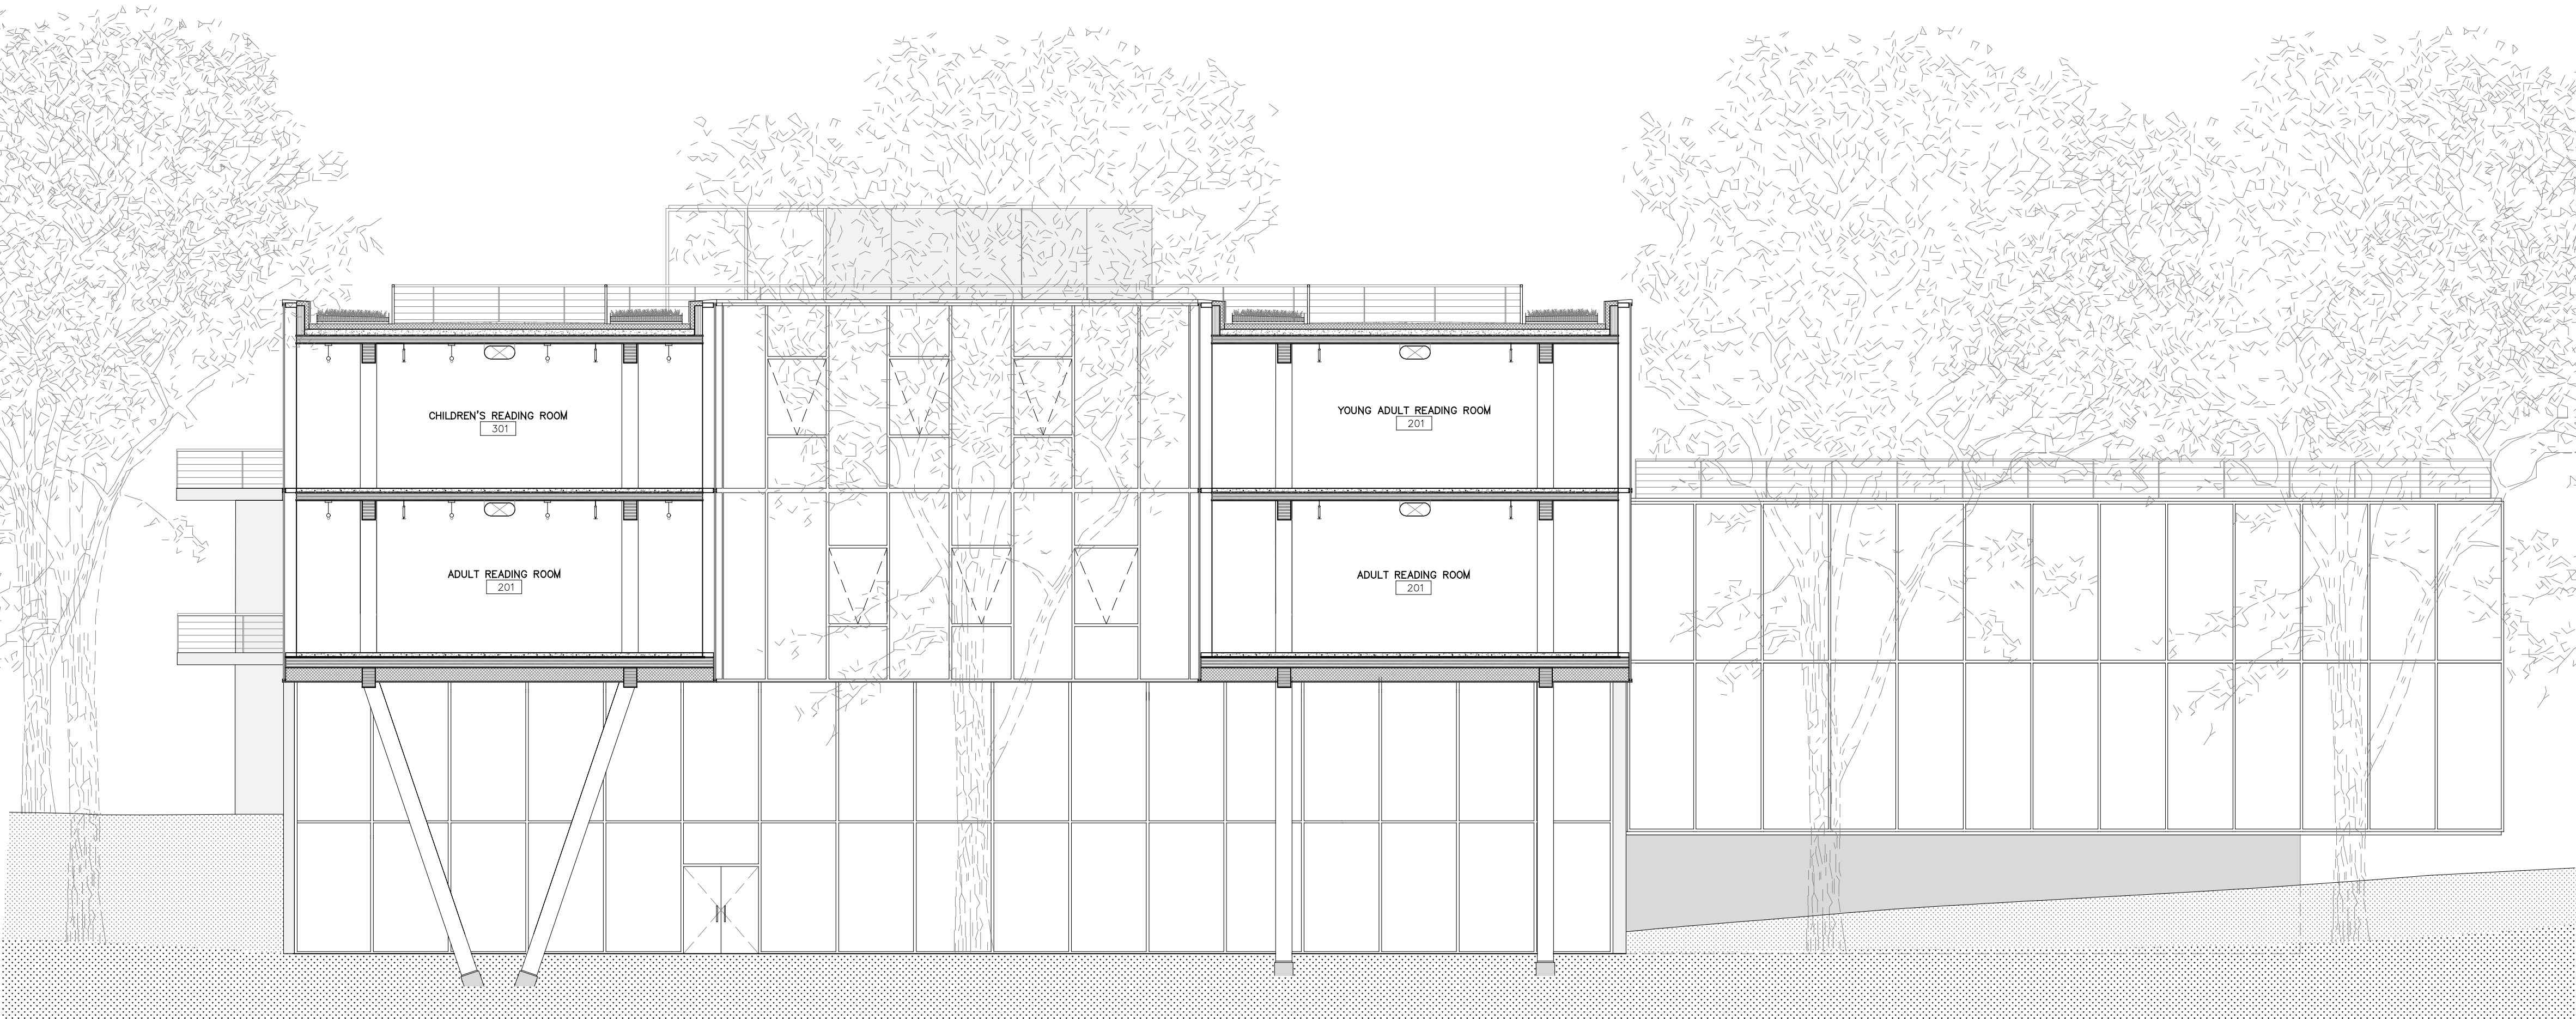 CHILDREN'S READING ROOM
301
YOUNG ADULT READING ROOM
201
ADULT READING ROOM
201
ADULT READING ROOM
201